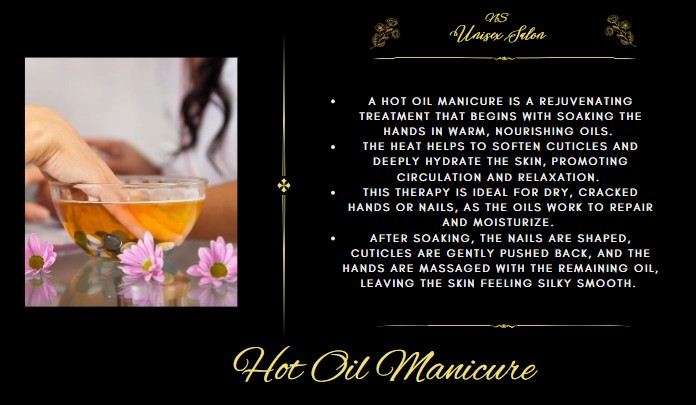 NS
Unisex Salon
• A HOT OIL MANICURE IS A REJUVENATING
TREATMENT THAT BEGINS WITH SOAKING THE
HANDS IN WARM, NOURISHING OILS.
• THE HEAT HELPS TO SOFTEN CUTICLES AND
DEEPLY HYDRATE THE SKIN, PROMOTING
CIRCULATION AND RELAXATION.
• THIS THERAPY IS IDEAL FOR DRY, CRACKED
HANDS OR NAILS, AS THE OILS WORK TO REPAIR
AND MOISTURIZE.
• AFTER SOAKING, THE NAILS ARE SHAPED,
CUTICLES ARE GENTLY PUSHED BACK, AND THE
HANDS ARE MASSAGED WITH THE REMAINING OIL,
LEAVING THE SKIN FEELING SILKY SMOOTH.
Hot Oil Manicure